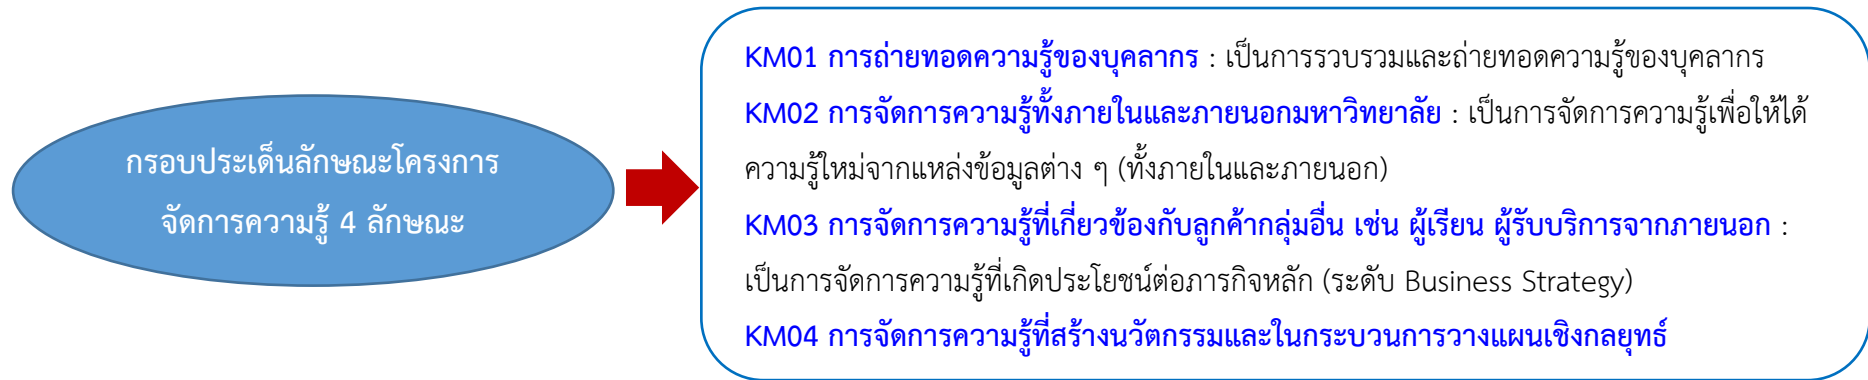 กรอบประเด็นลักษณะโครงการ
จัดการความรู้ 4 ลักษณะ
KM01 การถ่ายทอดความรู้ของบุคลากร : เป็นการรวบรวมและถ่ายทอดความรู้ของบุคลากร
KM02 การจัดการความรู้ทั้งภายในและภายนอกมหาวิทยาลัย : เป็นการจัดการความรู้เพื่อให้ได้
ความรู้ใหม่จากแหล่งข้อมูลต่าง ๆ (ทั้งภายในและภายนอก)
KM03 การจัดการความรู้ที่เกี่ยวข้องกับลูกค้ากลุ่มอื่น เช่น ผู้เรียน ผู้รับบริการจากภายนอก :
เป็นการจัดการความรู้ที่เกิดประโยชน์ต่อภารกิจหลัก (ระดับ Business Strategy)
KM04 การจัดการความรู้ที่สร้างนวัตกรรมและในกระบวนการวางแผนเชิงกลยุทธ์